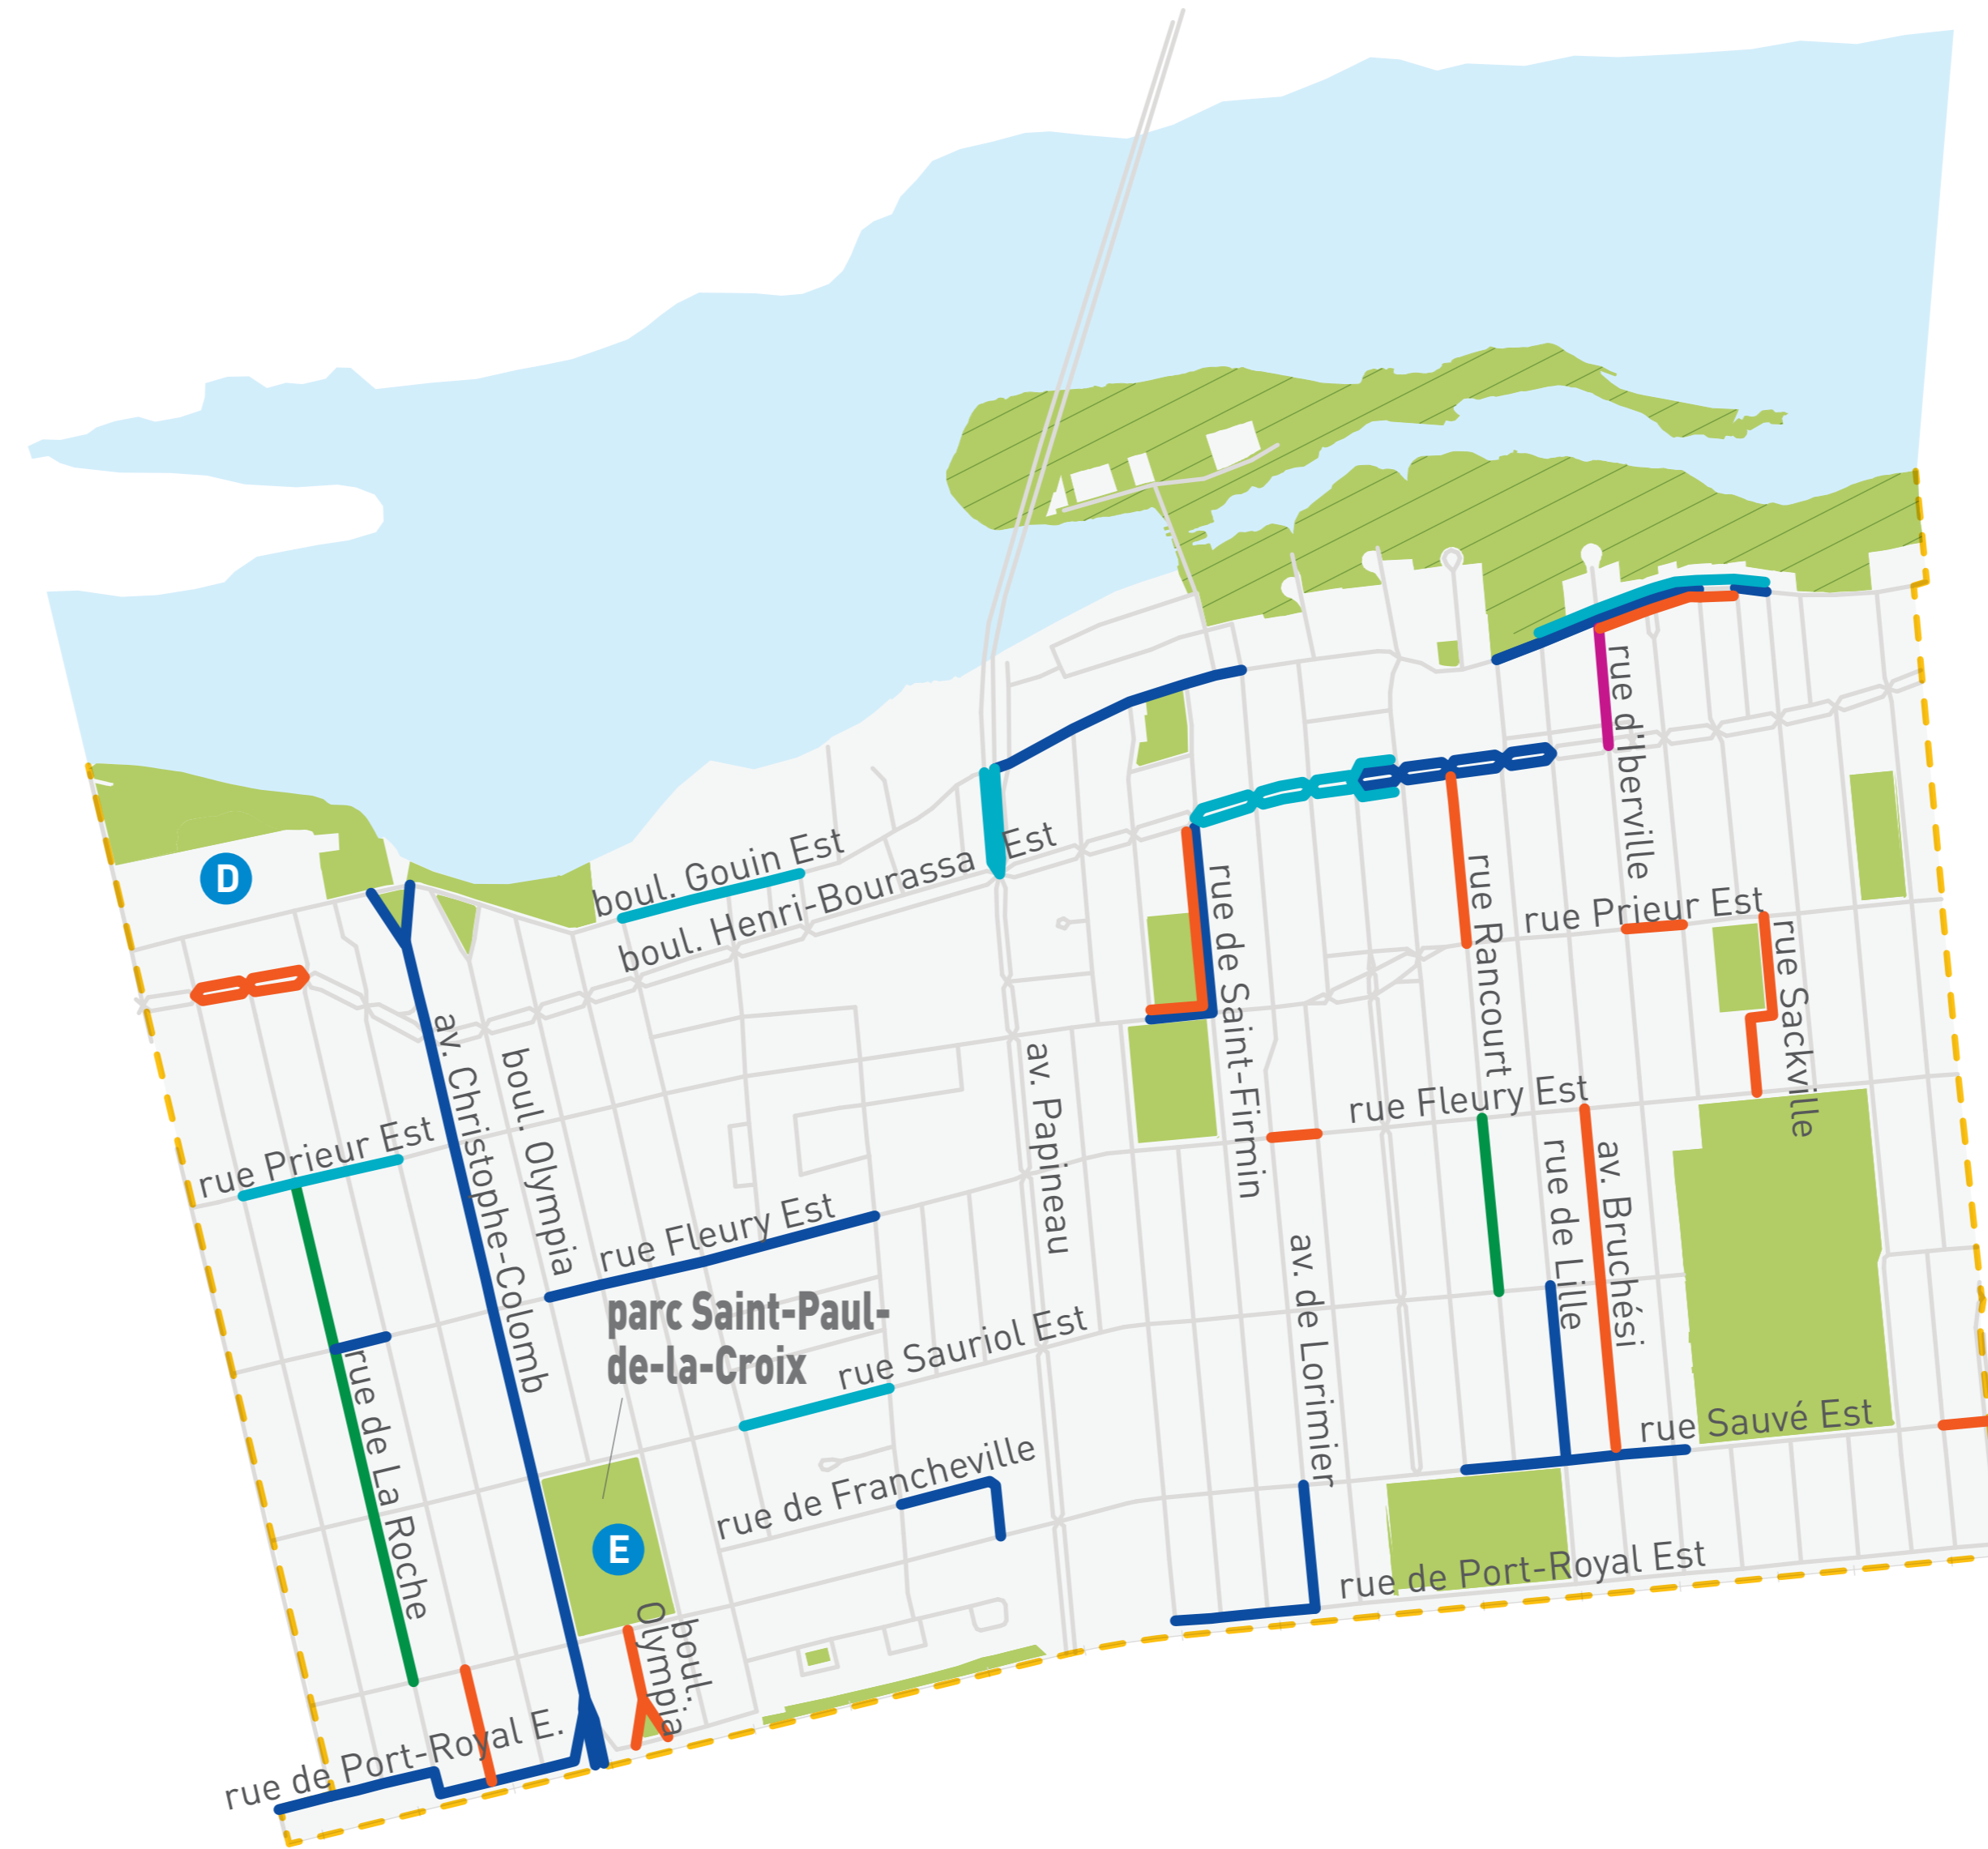 D
boul. Gouin Est
boul. Henri-Bourassa Est
rue d'Iberville
rue Prieur Est
rue Rancourt
rue Sackville
rue de Saint-Firmin
av. Christophe-Colomb
boul. Olympia
av. Papineau
rue Fleury Est
rue Prieur Est
rue de Lille
av. Bruchési
rue Fleury Est
av. de Lorimier
parc Saint-Paul-
de-la-Croix
rue Sauriol Est
rue de La Roche
rue Sauvé Est
rue de Francheville
E
rue de Port-Royal Est
boul.
Olympia
rue de Port-Royal E.